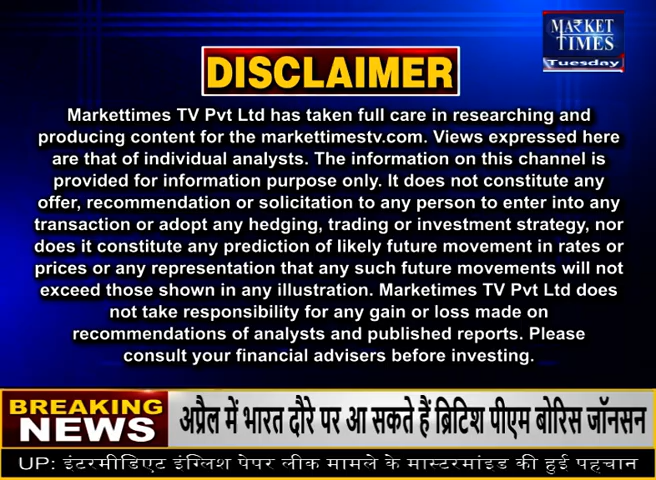 MARKET
TIMES
Tuesday
DISCLAIMER
Markettimes TV Pvt Ltd has taken full care in researching and
producing content for the markettimestv.com. Views expressed here
are that of individual analysts. The information on this channel is
provided for information purpose only. It does not constitute any
offer, recommendation or solicitation to any person to enter into any
transaction or adopt any hedging, trading or investment strategy, nor
does it constitute any prediction of likely future movement in rates or
prices or any representation that any such future movements will not
exceed those shown in any illustration. Marketimes TV Pvt Ltd does
not take responsibility for any gain or loss made on
recommendations of analysts and published reports. Please
consult your financial advisers before investing.
BREAKING
NEWS
अप्रैल में भारत दौरे पर आ सकते हैं ब्रिटिश पीएम बोरिस जॉनसन
UP: इंटरमीडिएट इंग्लिश पेपर लीक मामले के मास्टरमांइड की हुई पहचान